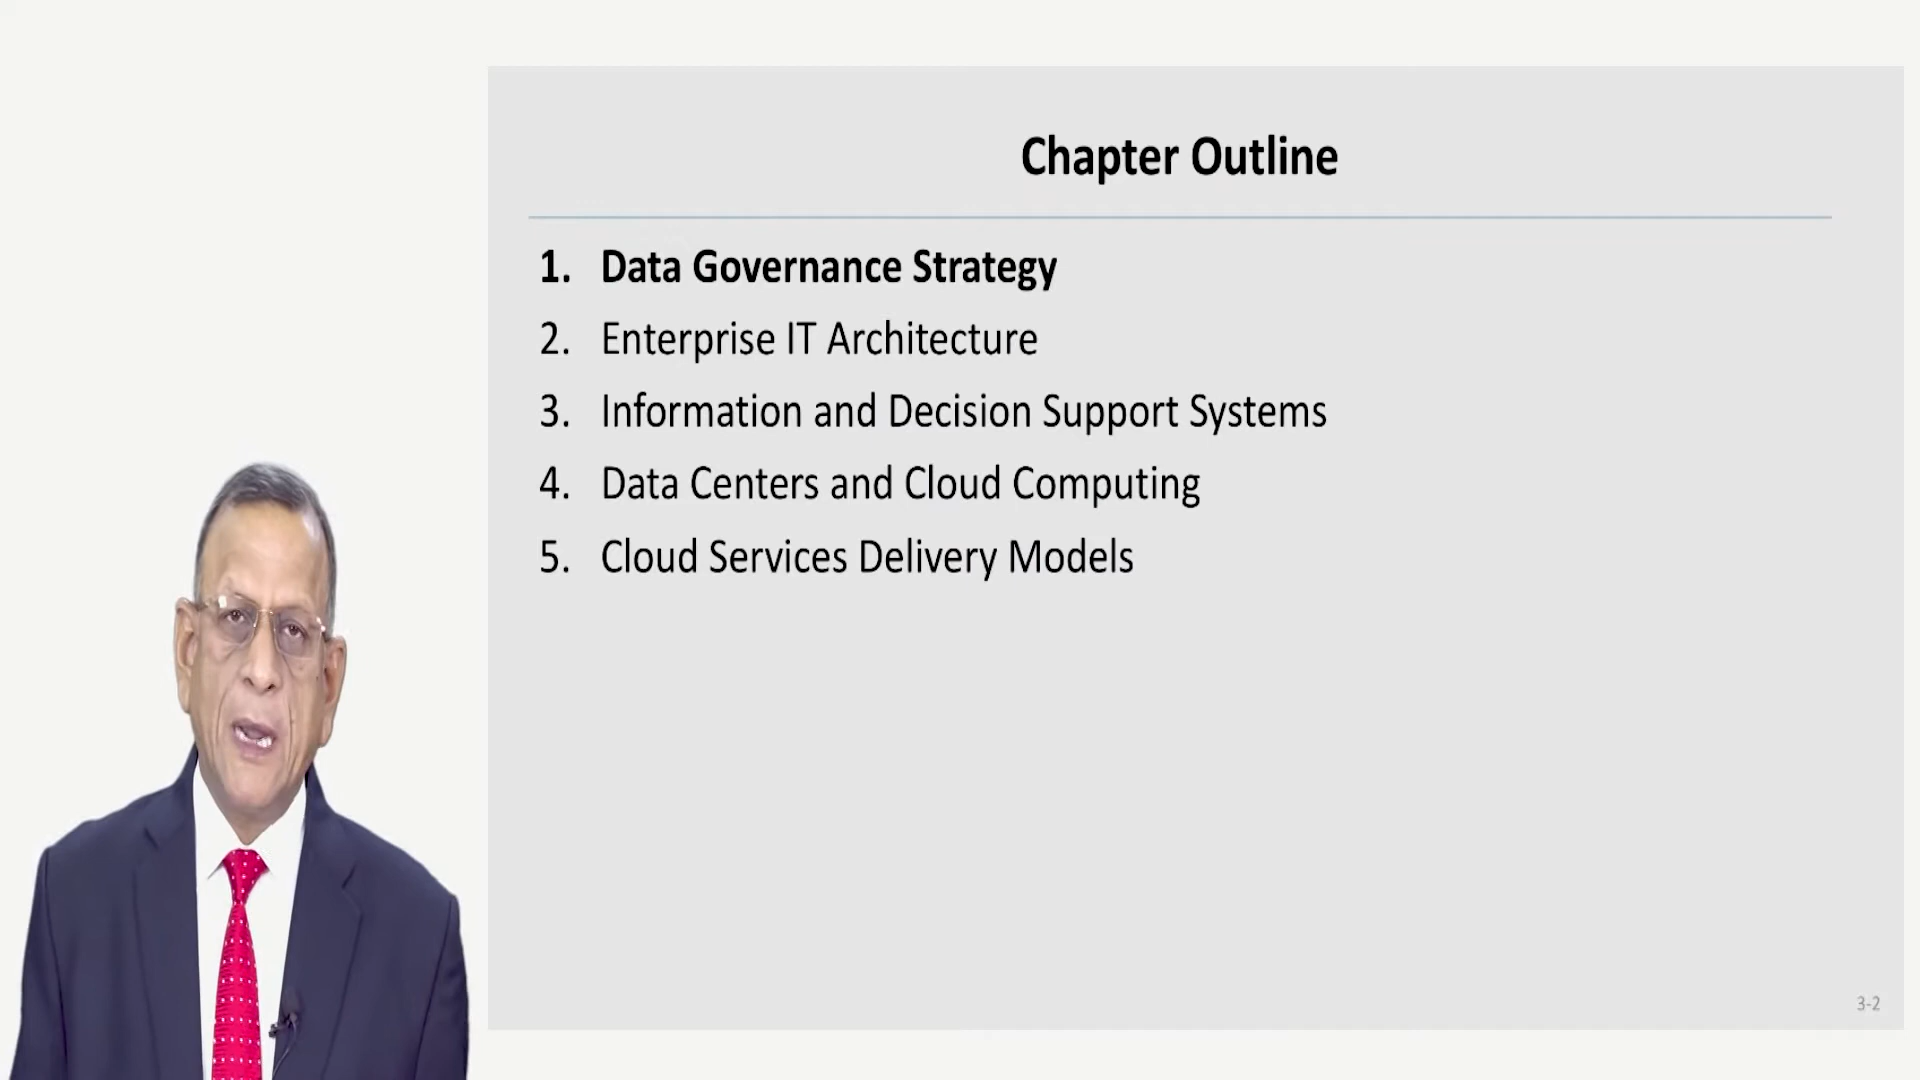 Chapter Outline
1. Data Governance Strategy
2. Enterprise IT Architecture
3. Information and Decision Support Systems
4. Data Centers and Cloud Computing
5. Cloud Services Delivery Models
3-2